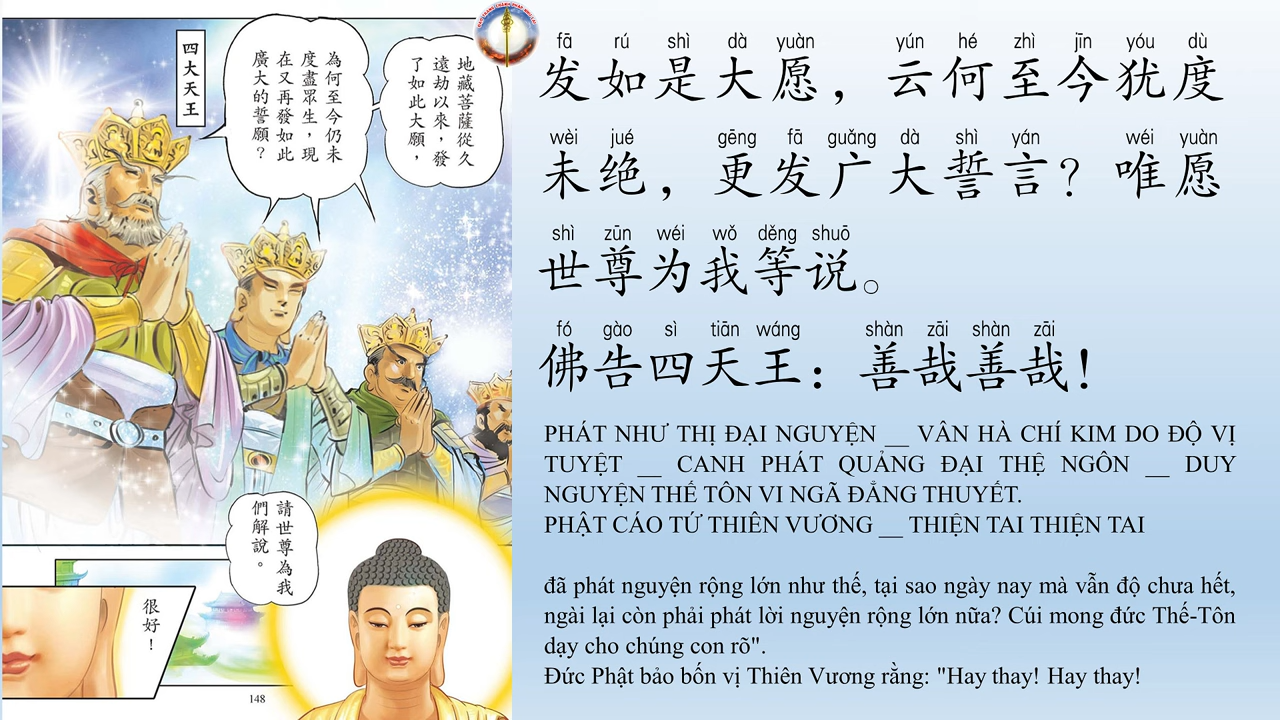 四大天王
地藏菩薩從久
遠劫以來，發
了如此大願，
為何至今仍未
度盡眾生，現
在又再發如此
廣大的誓願？
請世尊為我
們解說。
很好！
148
fā rú shì dà yuàn yún hé zhì jīn yóu dù
发如是大愿，云何至今犹度
wèi jué gēng fā guǎng dà shì yán wéi yuàn
未绝，更发广大誓言？唯愿
shì zūn wéi wǒ děng shuō
世尊为我等说。
fó gào sì tiān wáng shàn zāi shàn zāi
佛告四天王：善哉善哉！
PHÁT NHƯ THỊ ĐẠI NGUYỆN __ VÂN HÀ CHÍ KIM DO ĐỘ VỊ
TUYỆT __ CANH PHÁT QUẢNG ĐẠI THỆ NGÔN __ DUY
NGUYỆN THẾ TÔN VI NGÃ ĐẲNG THUYẾT.
PHẬT CÁO TỨ THIÊN VƯƠNG __ THIỆN TAI THIỆN TAI
đã phát nguyện rộng lớn như thế, tại sao ngày nay mà vẫn độ chưa hết,
ngài lại còn phải phát lời nguyện rộng lớn nữa? Cúi mong đức Thế-Tôn
dạy cho chúng con rõ".
Đức Phật bảo bốn vị Thiên Vương rằng: "Hay thay! Hay thay!